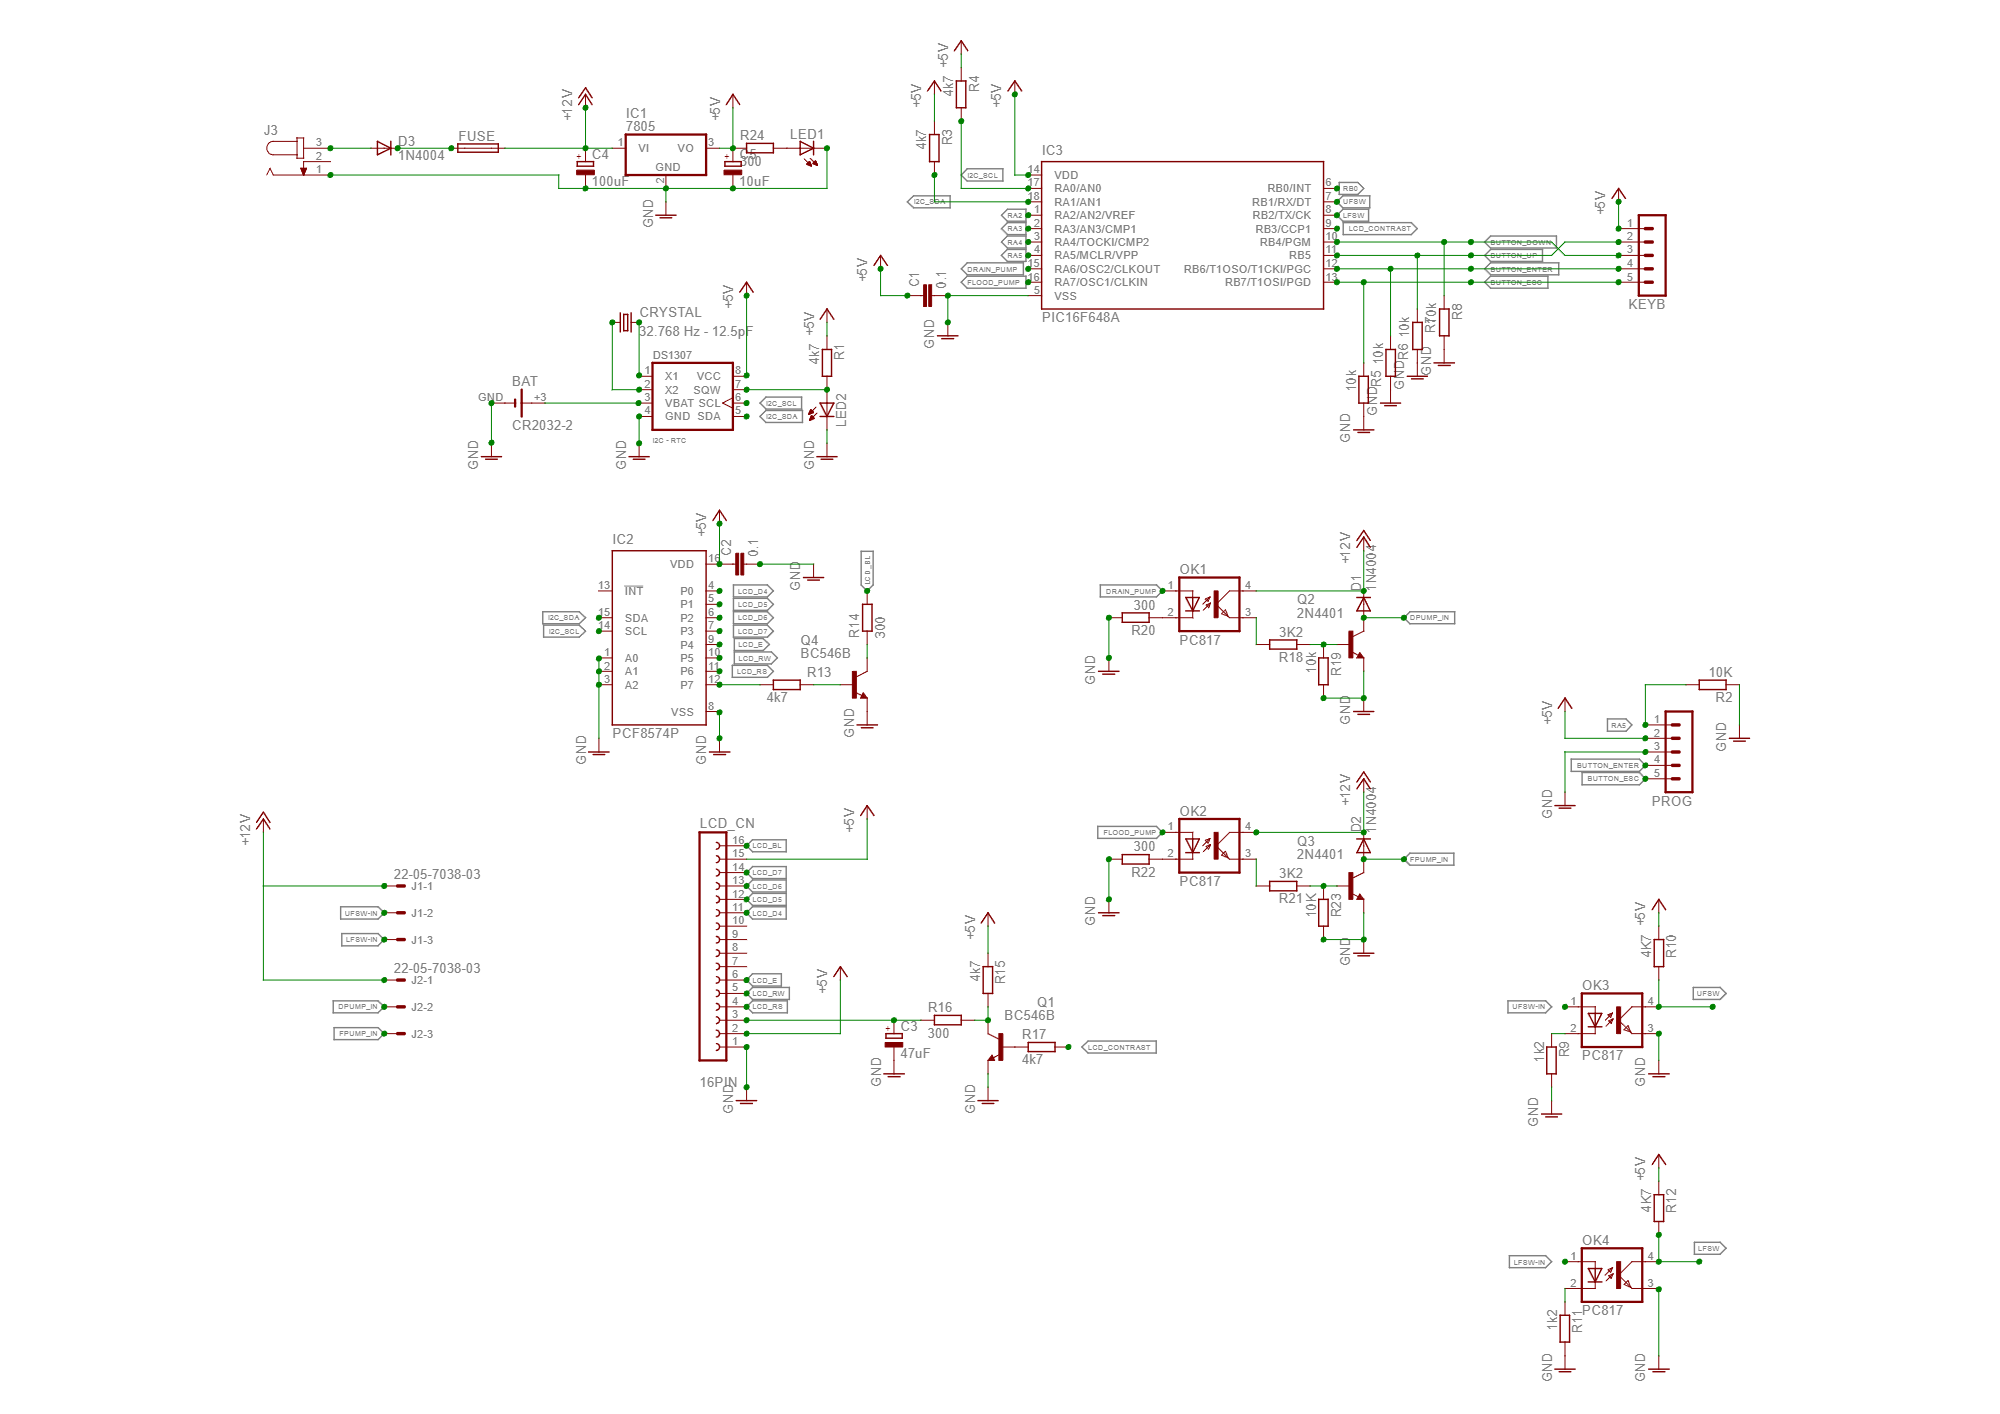 J3
3
2
1
D3
1N4004
FUSE
+12V
C4
100uF
IC1
7805
1
VI
VO
3
GND
2
GND
+5V
C5
10uF
R24
300
LED1
+5V
R4
4k7
+5V
R3
4k7
+5V
I2C_SCL
I2C_SDA
RA2
RA3
RA4
RA5
DRAIN_PUMP
FLOOD_PUMP
IC3
14 VDD
17 RA0/AN0
18 RA1/AN1
1 RA2/AN2/VREF
2 RA3/AN3/CMP1
3 RA4/TOCKI/CMP2
4 RA5/MCLR/VPP
15 RA6/OSC2/CLKOUT
16 RA7/OSC1/CLKIN
5 VSS
RB0/INT 6
RB1/RX/DT 7
RB2/TX/CK 8
RB3/CCP1 9
RB4/PGM 10
RB5 11
RB6/T1OSO/T1CKI/PGC 12
RB7/T1OSI/PGD 13
PIC16F648A
RB0
UFSW
LFSW
LCD_CONTRAST
BUTTON_DOWN
BUTTON_UP
BUTTON_ENTER
BUTTON_ESC
+5V
1
2
3
4
5
KEYB
10k
R8
GND
10k
R7
GND
10k
R6
GND
10k
R5
GND
+5V
C1
0.1
GND
CRYSTAL
32.768 Hz - 12.5pF
+5V
DS1307
1 X1
2 X2
3 VBAT
4 GND
VCC 8
SQW 7
SCL 6
SDA 5
I2C - RTC
I2C_SCL
I2C_SDA
+5V
4k7
R1
LED2
GND
BAT
GND
+3
CR2032-2
GND
GND
IC2
+5V
C2
0.1
GND
13 INT
15 SDA
14 SCL
1 A0
2 A1
3 A2
VDD 16
P0 4
P1 5
P2 6
P3 7
P4 9
P5 10
P6 11
P7 12
VSS 8
PCF8574P
I2C_SDA
I2C_SCL
LCD_D4
LCD_D5
LCD_D6
LCD_D7
LCD_E
LCD_RW
LCD_RS
GND
GND
R13
4k7
Q4
BC546B
LCD_BL
R14
300
GND
OK1
DRAIN_PUMP
1
2
4
3
PC817
300
R20
GND
3K2
R18
10k
R19
Q2
2N4401
+12V
D1
1N4004
DPUMP_IN
GND
OK2
FLOOD_PUMP
1
2
4
3
PC817
300
R22
GND
3K2
R21
10K
R23
Q3
2N4401
+12V
D2
1N4004
FPUMP_IN
GND
10K
R2
GND
+5V
RA5
BUTTON_ENTER
BUTTON_ESC
1
2
3
4
5
PROG
GND
+12V
22-05-7038-03
J1-1
UFSW-IN
J1-2
LFSW-IN
J1-3
22-05-7038-03
J2-1
DPUMP_IN
J2-2
FPUMP_IN
J2-3
LCD_CN
16 LCD_BL
15
14 LCD_D7
13 LCD_D6
12 LCD_D5
11 LCD_D4
10
9
8
7
6 LCD_E
5 LCD_RW
4 LCD_RS
3
2
1
16PIN
GND
+5V
+5V
C3
47uF
GND
R16
300
+5V
4k7
R15
Q1
BC546B
R17
4k7
LCD_CONTRAST
GND
+5V
4K7
R10
OK3
UFSW-IN
UFSW
1
2
4
3
PC817
1k2
R9
GND
GND
+5V
4K7
R12
OK4
LFSW-IN
LFSW
1
2
4
3
PC817
1k2
R11
GND
GND